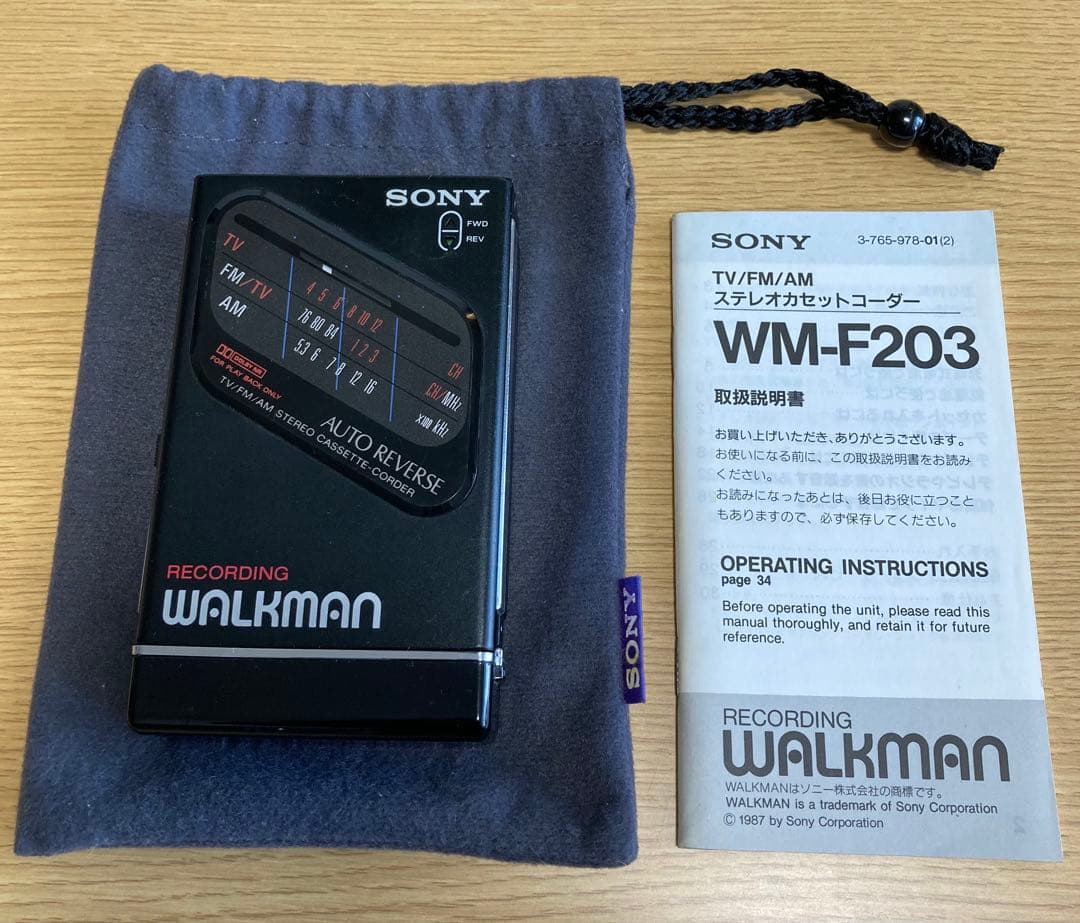 SONY
FWD
REV
TV
4 5 6 8 10 12
CH
FM/TV
76 80 84 1 2 3
CH/MHz
AM
5.3 6 7 8 12 16
x100 kHz
DOLBY NR
FOR PLAY BACK ONLY
TV/FM/AM STEREO CASSETTE-CORDER
AUTO REVERSE
RECORDING
WALKMAN
SONY
SONY
3-765-978-01(2)
TV/FM/AM
ステレオカセットコーダー
WM-F203
取扱説明書
お買い上げいただき、ありがとうございます。
お使いになる前に、この取扱説明書をお読み
ください。
お読みになったあとは、後日お役に立つこと
もありますので、必ず保存してください。
OPERATING INSTRUCTIONS
page 34
Before operating the unit, please read this
manual thoroughly, and retain it for future
reference.
RECORDING
WALKMAN
WALKMANはソニー株式会社の商標です。
WALKMAN is a trademark of Sony Corporation
© 1987 by Sony Corporation